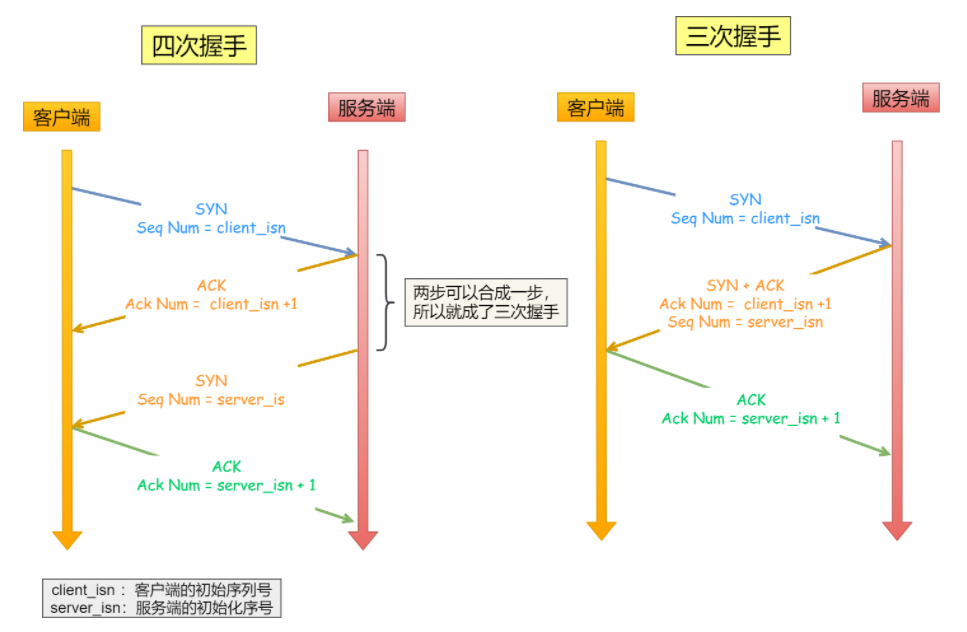 四次握手
客户端
服务端
SYN
Seq Num = client_isn
ACK
Ack Num = client_isn +1
SYN
Seq Num = server_is
ACK
Ack Num = server_isn + 1
两步可以合成一步，
所以就成了三次握手
三次握手
客户端
服务端
SYN
Seq Num = client_isn
SYN + ACK
Ack Num = client_isn +1
Seq Num = server_isn
ACK
Ack Num = server_isn + 1
client_isn ：客户端的初始序列号
server_isn：服务端的初始化序号